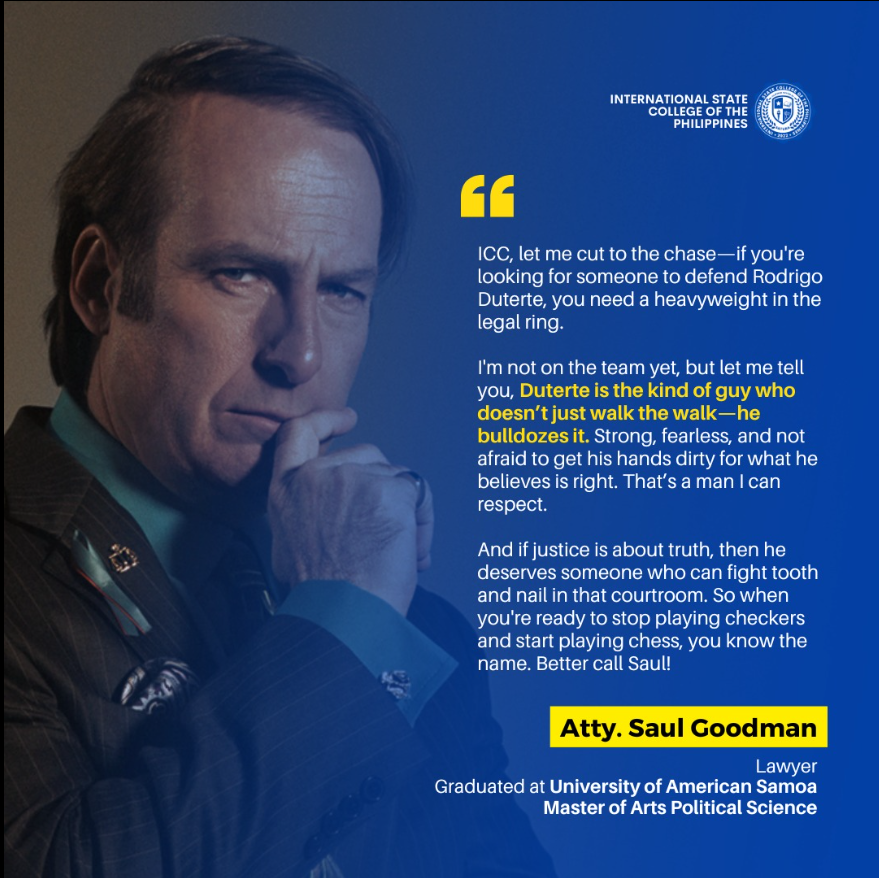 INTERNATIONAL STATE
COLLEGE OF THE
PHILIPPINES
ICC, let me cut to the chase—if you're
looking for someone to defend Rodrigo
Duterte, you need a heavyweight in the
legal ring.
I'm not on the team yet, but let me tell
you, Duterte is the kind of guy who
doesn’t just walk the walk—he
bulldozes it. Strong, fearless, and not
afraid to get his hands dirty for what he
believes is right. That’s a man I can
respect.
And if justice is about truth, then he
deserves someone who can fight tooth
and nail in that courtroom. So when
you're ready to stop playing checkers
and start playing chess, you know the
name. Better call Saul!
Atty. Saul Goodman
Lawyer
Graduated at University of American Samoa
Master of Arts Political Science